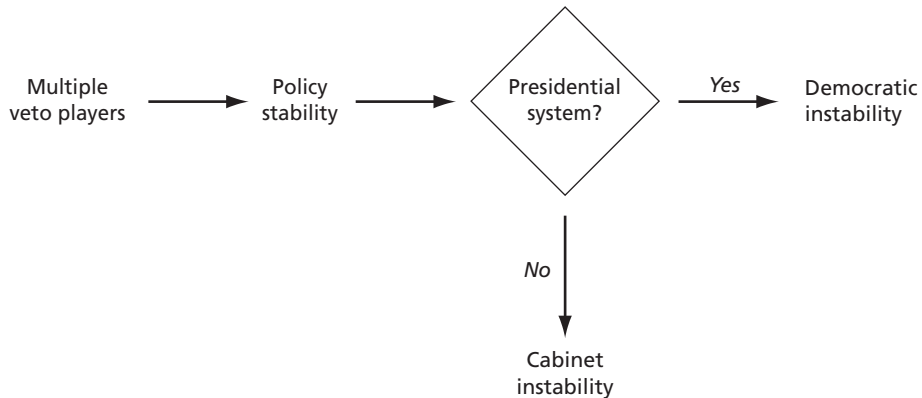 Multiple
veto players
Policy
stability
Presidential
system?
Yes
Democratic
instability
No
Cabinet
instability